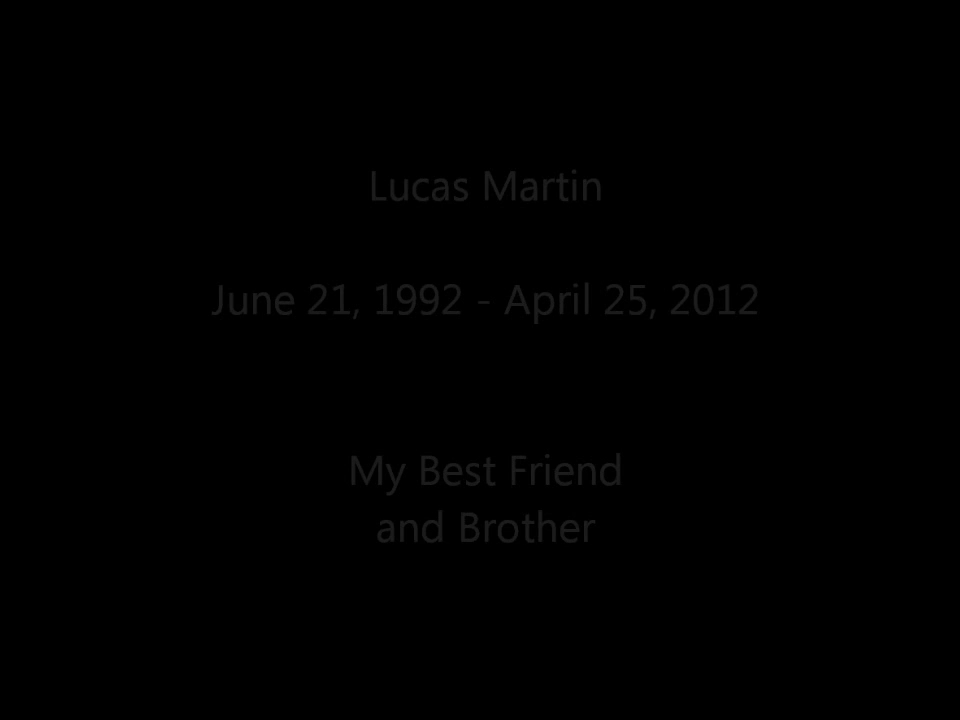 Lucas Martin
June 21, 1992 - April 25, 2012
My Best Friend
and Brother